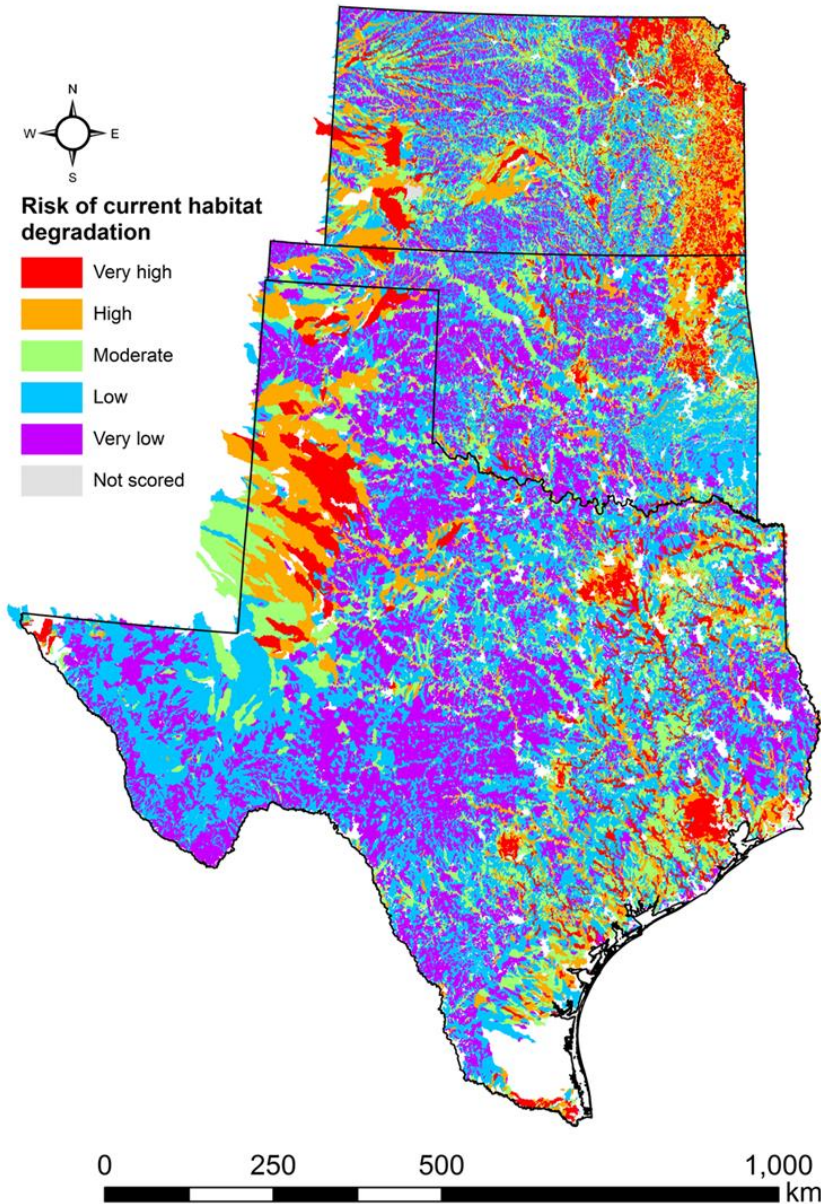 N
W E
S
Risk of current habitat
degradation
Very high
High
Moderate
Low
Very low
Not scored
0 250 500 1,000
km